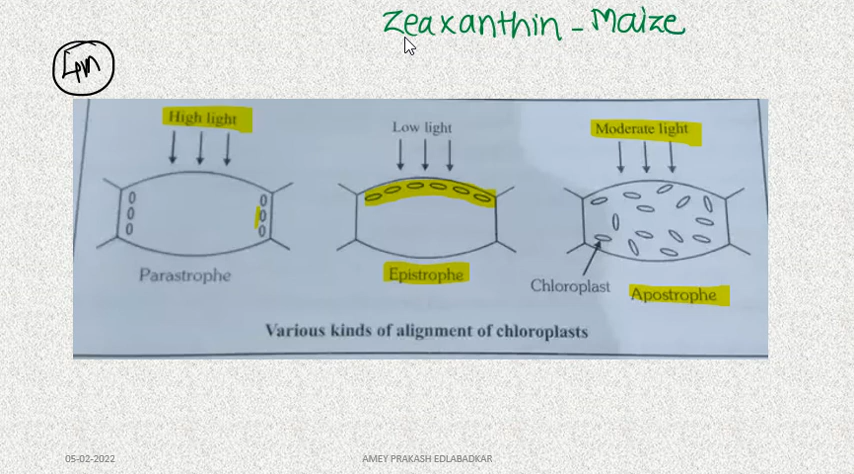 Zeaxanthin - Maize
Imp
High light
Low light
Moderate light
Parastrophe
Epistrophe
Chloroplast
Apostrophe
Various kinds of alignment of chloroplasts
05-02-2022
AMEY PRAKASH EDLABADKAR